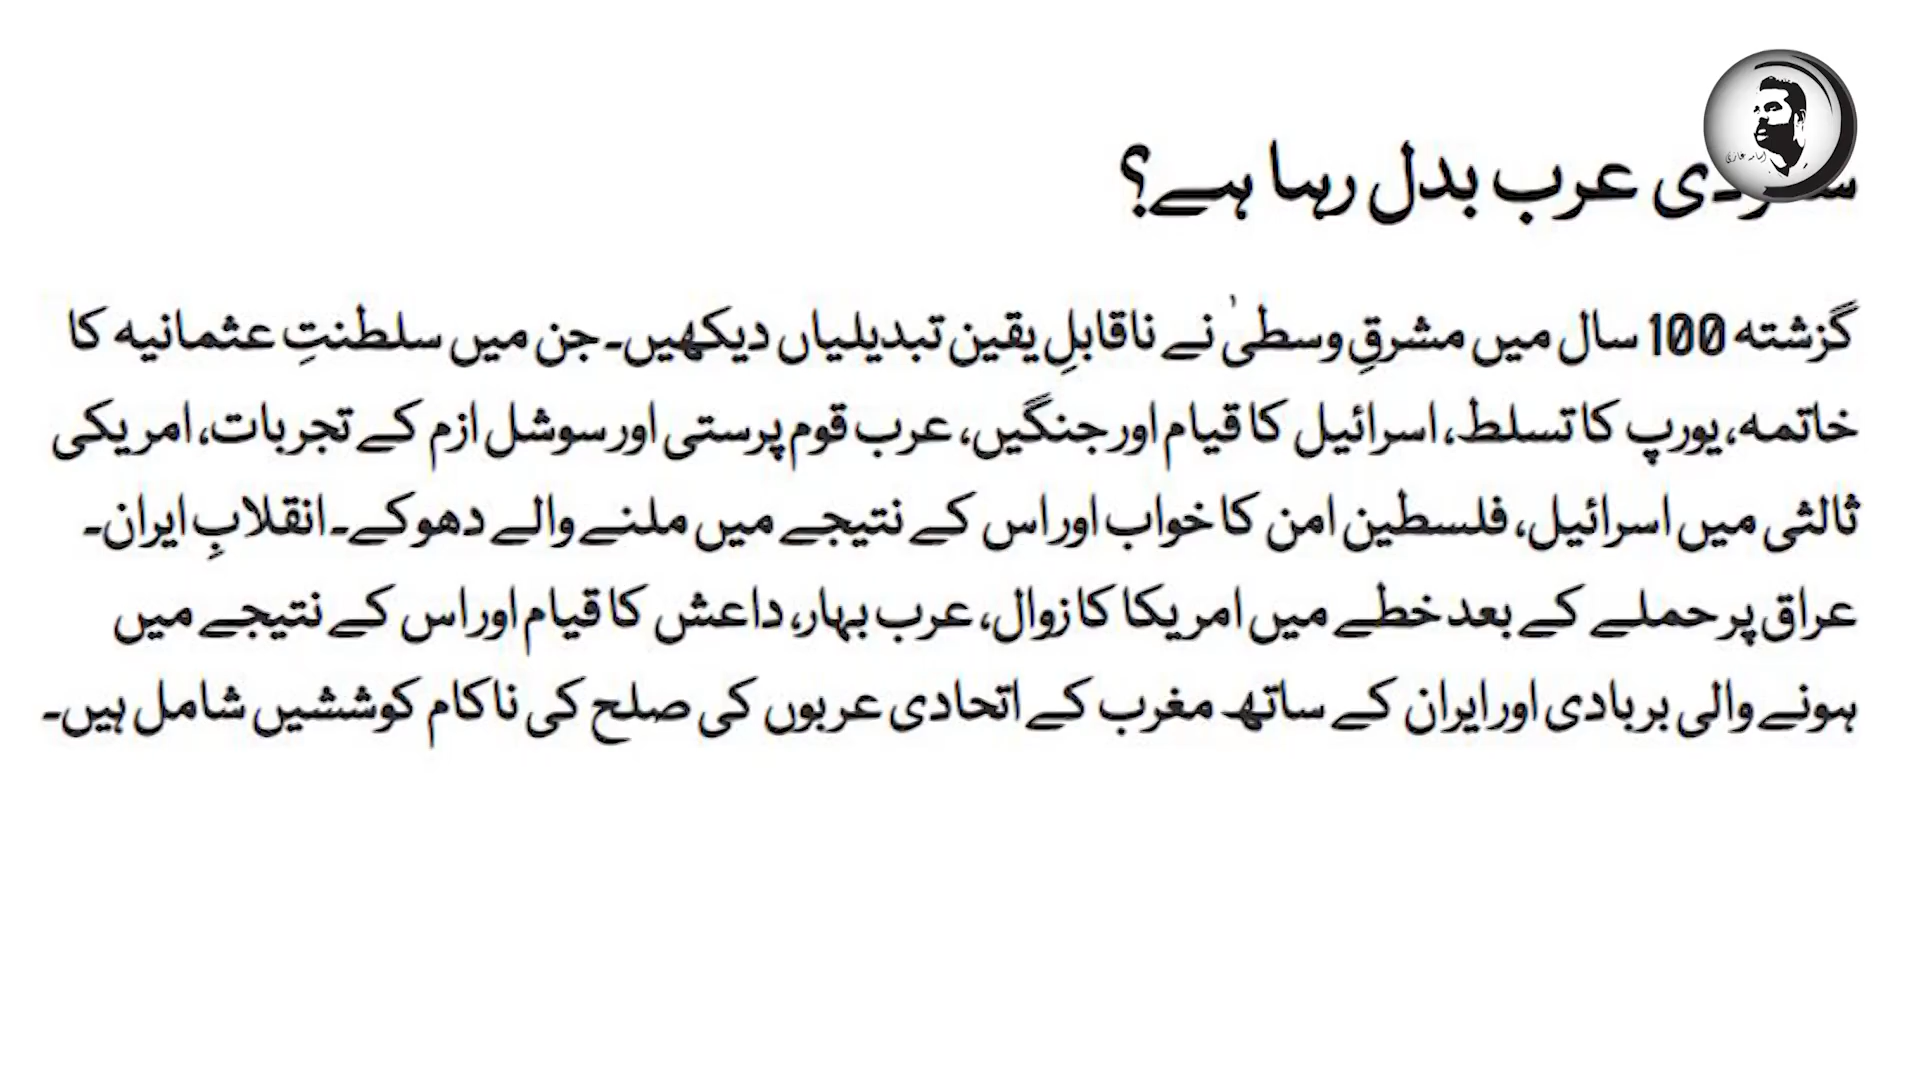 عرب بدل رہا ہے؟
گزشتہ 100 سال میں مشرقِ وسطیٰ نے ناقابلِ یقین تبدیلیاں دیکھیں۔ جن میں سلطنتِ عثمانیہ کا
خاتمہ، یورپ کا تسلط، اسرائیل کا قیام اور جنگیں، عرب قوم پرستی اور سوشل ازم کے تجربات، امریکی
ثالثی میں اسرائیل، فلسطین امن کا خواب اور اس کے نتیجے میں ملنے والے دھوکے۔ انقلابِ ایران۔
عراق پر حملے کے بعد خطے میں امریکا کا زوال، عرب بہار، داعش کا قیام اور اس کے نتیجے میں
ہونے والی بربادی اور ایران کے ساتھ مغرب کے اتحادی عربوں کی صلح کی ناکام کوششیں شامل ہیں۔